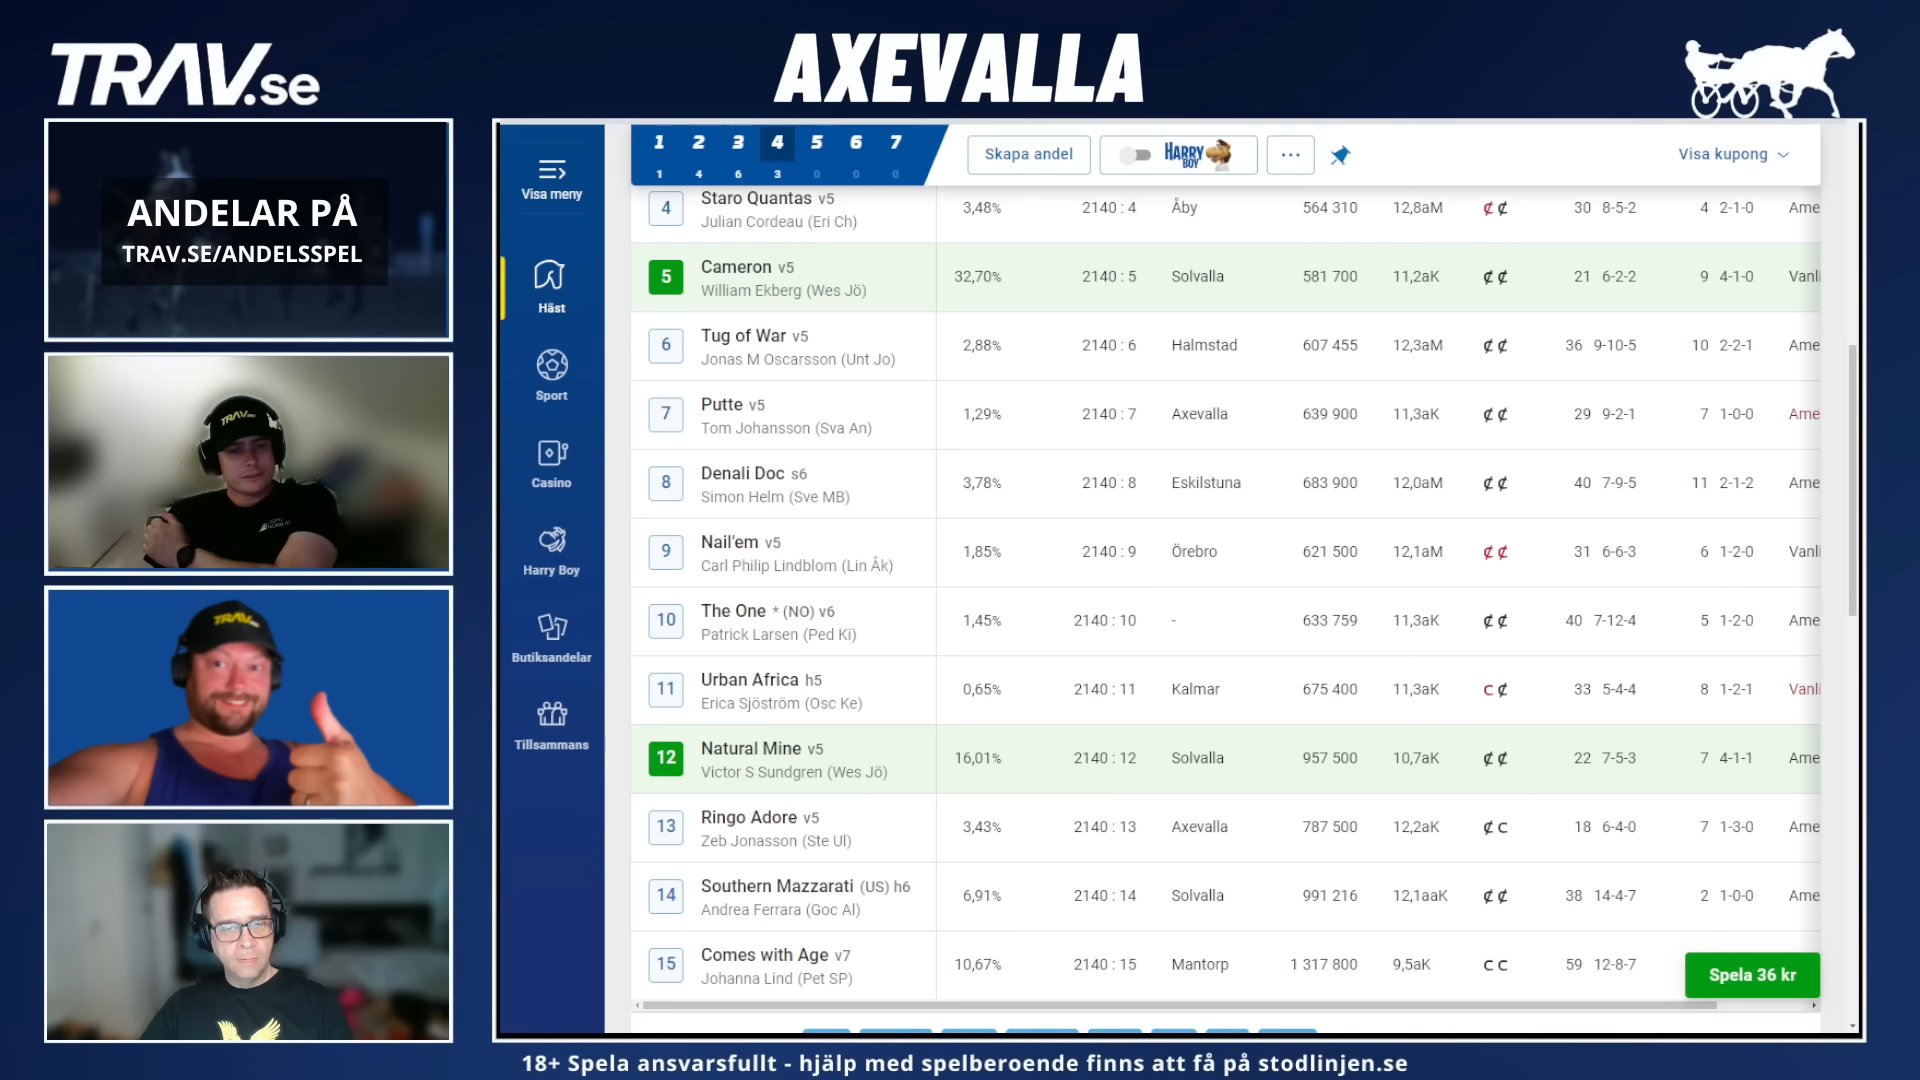 TRAV.se
AXEVALLA
ANDELAR PÅ
TRAV.SE/ANDELSSPEL
Visa meny
Häst
Sport
Casino
Harry Boy
Butiksandelar
Tillsammans
1 2 3 4 5 6 7
1 4 6 3 0 0 0
Skapa andel
HARRY BOY
...
Visa kupong
4 Staro Quantas v5 3,48% 2140 : 4 Åby 564 310 12,8aM ¢ ¢ 30 8-5-2 4 2-1-0 Ame
Julian Cordeau (Eri Ch)
5 Cameron v5 32,70% 2140 : 5 Solvalla 581 700 11,2aK ¢ ¢ 21 6-2-2 9 4-1-0 Vanli
William Ekberg (Wes Jö)
6 Tug of War v5 2,88% 2140 : 6 Halmstad 607 455 12,3aM ¢ ¢ 36 9-10-5 10 2-2-1 Ame
Jonas M Oscarsson (Unt Jo)
7 Putte v5 1,29% 2140 : 7 Axevalla 639 900 11,3aK ¢ ¢ 29 9-2-1 7 1-0-0 Ame
Tom Johansson (Sva An)
8 Denali Doc s6 3,78% 2140 : 8 Eskilstuna 683 900 12,0aM ¢ ¢ 40 7-9-5 11 2-1-2 Ame
Simon Helm (Sve MB)
9 Nail'em v5 1,85% 2140 : 9 Örebro 621 500 12,1aM ¢ ¢ 31 6-6-3 6 1-2-0 Vanli
Carl Philip Lindblom (Lin Åk)
10 The One * (NO) v6 1,45% 2140 : 10 - 633 759 11,3aK ¢ ¢ 40 7-12-4 5 1-2-0 Ame
Patrick Larsen (Ped Ki)
11 Urban Africa h5 0,65% 2140 : 11 Kalmar 675 400 11,3aK C ¢ 33 5-4-4 8 1-2-1 Vanli
Erica Sjöström (Osc Ke)
12 Natural Mine v5 16,01% 2140 : 12 Solvalla 957 500 10,7aK ¢ ¢ 22 7-5-3 7 4-1-1 Ame
Victor S Sundgren (Wes Jö)
13 Ringo Adore v5 3,43% 2140 : 13 Axevalla 787 500 12,2aK ¢ C 18 6-4-0 7 1-3-0 Ame
Zeb Jonasson (Ste Ul)
14 Southern Mazzarati (US) h6 6,91% 2140 : 14 Solvalla 991 216 12,1aaK ¢ ¢ 38 14-4-7 2 1-0-0 Ame
Andrea Ferrara (Goc Al)
15 Comes with Age v7 10,67% 2140 : 15 Mantorp 1 317 800 9,5aK C C 59 12-8-7
Johanna Lind (Pet SP)
Spela 36 kr
TRAV.se
TRAV.se
18+ Spela ansvarsfullt - hjälp med spelberoende finns att få på stodlinjen.se